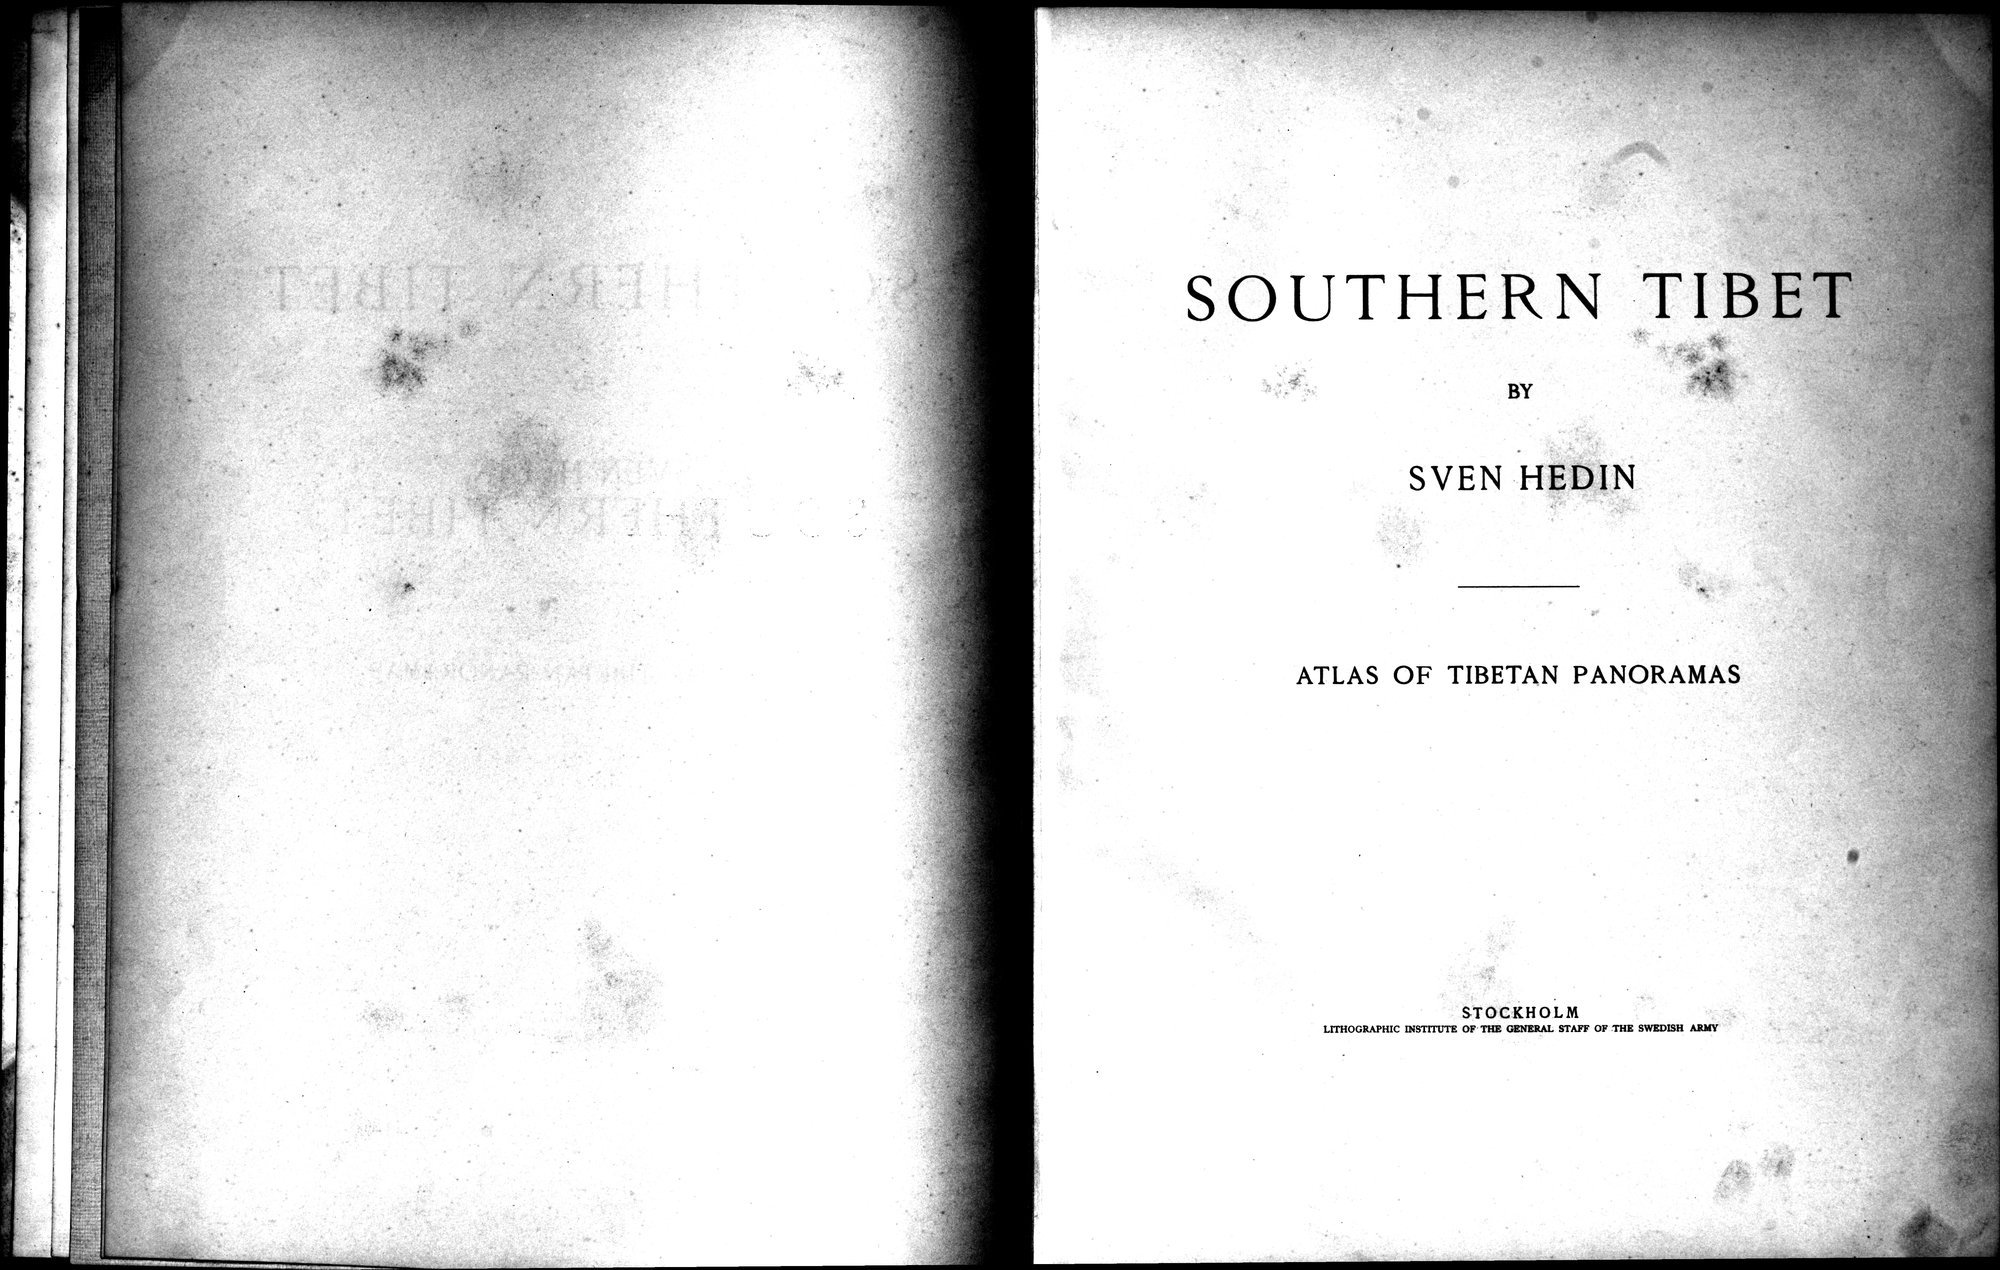 SOUTHERN TIBET
BY
SVEN HEDIN
ATLAS OF TIBETAN PANORAMAS
STOCKHOLM
LITHOGRAPHIC INSTITUTE OF THE GENERAL STAFF OF THE SWEDISH ARMY